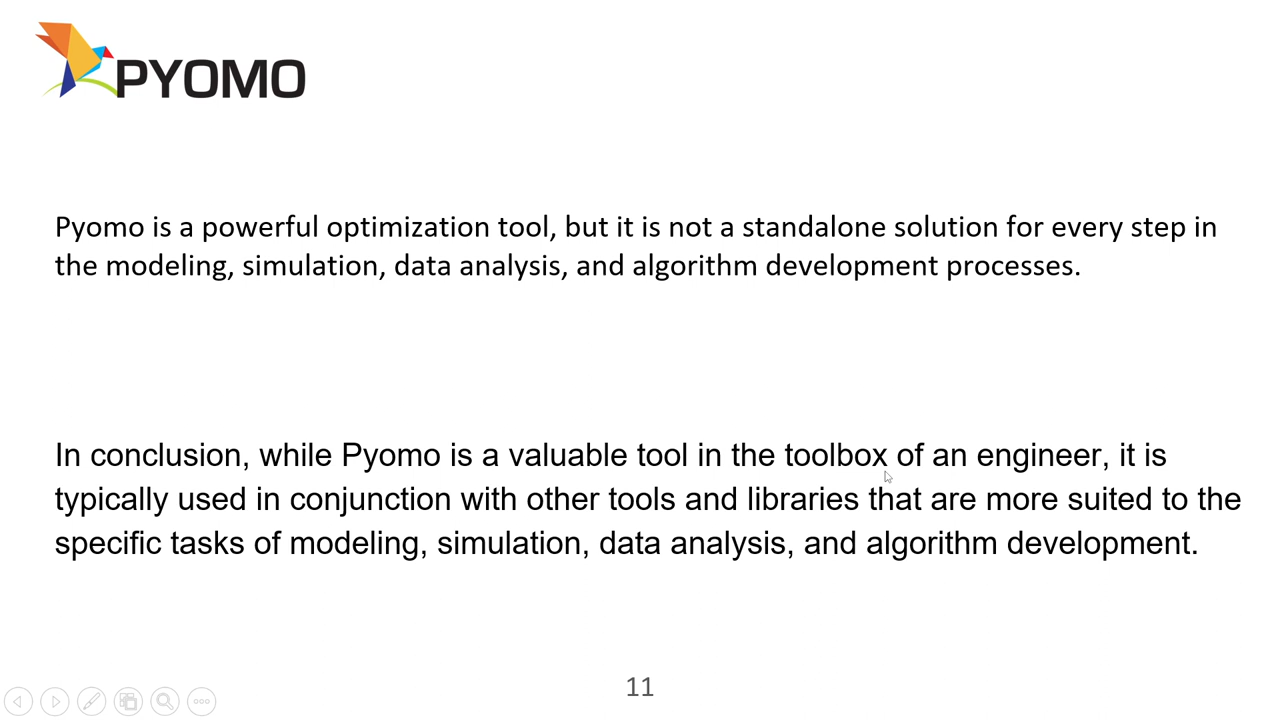 PYOMO
Pyomo is a powerful optimization tool, but it is not a standalone solution for every step in
the modeling, simulation, data analysis, and algorithm development processes.
In conclusion, while Pyomo is a valuable tool in the toolbox of an engineer, it is
typically used in conjunction with other tools and libraries that are more suited to the
specific tasks of modeling, simulation, data analysis, and algorithm development.
11